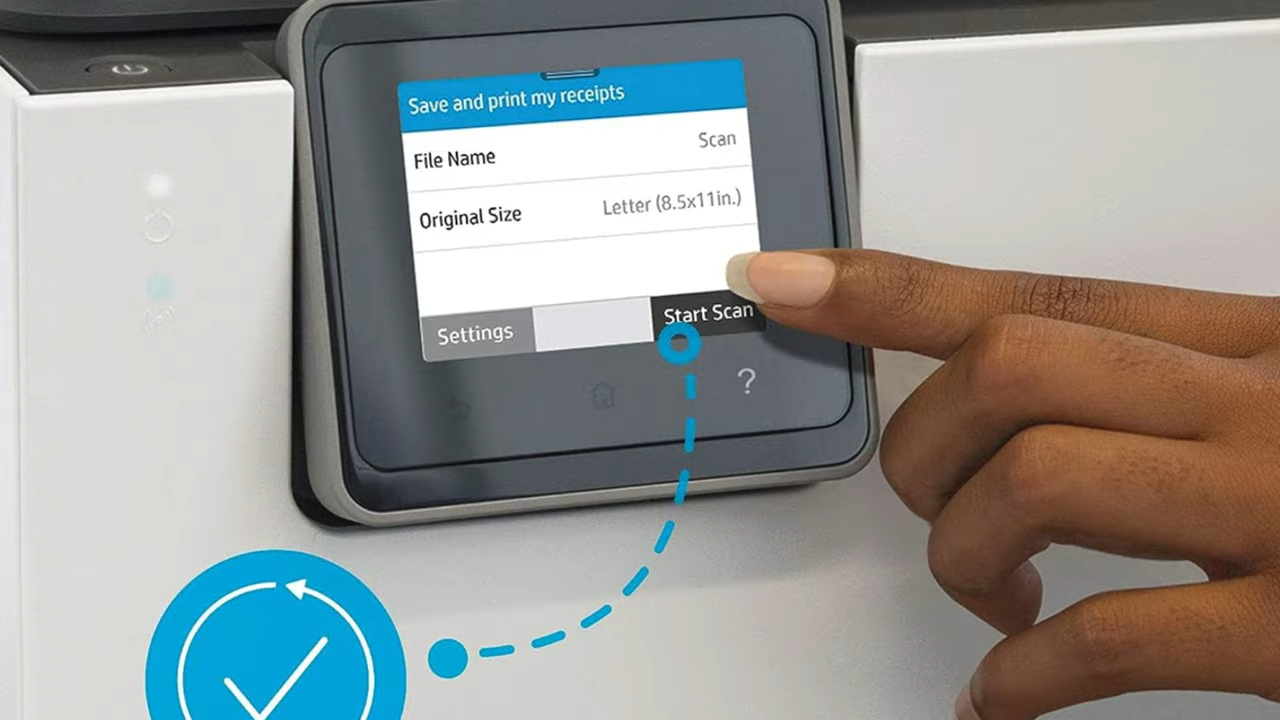 Save and print my receipts
File Name Scan
Original Size Letter (8.5x11in.)
Settings Start Scan
?